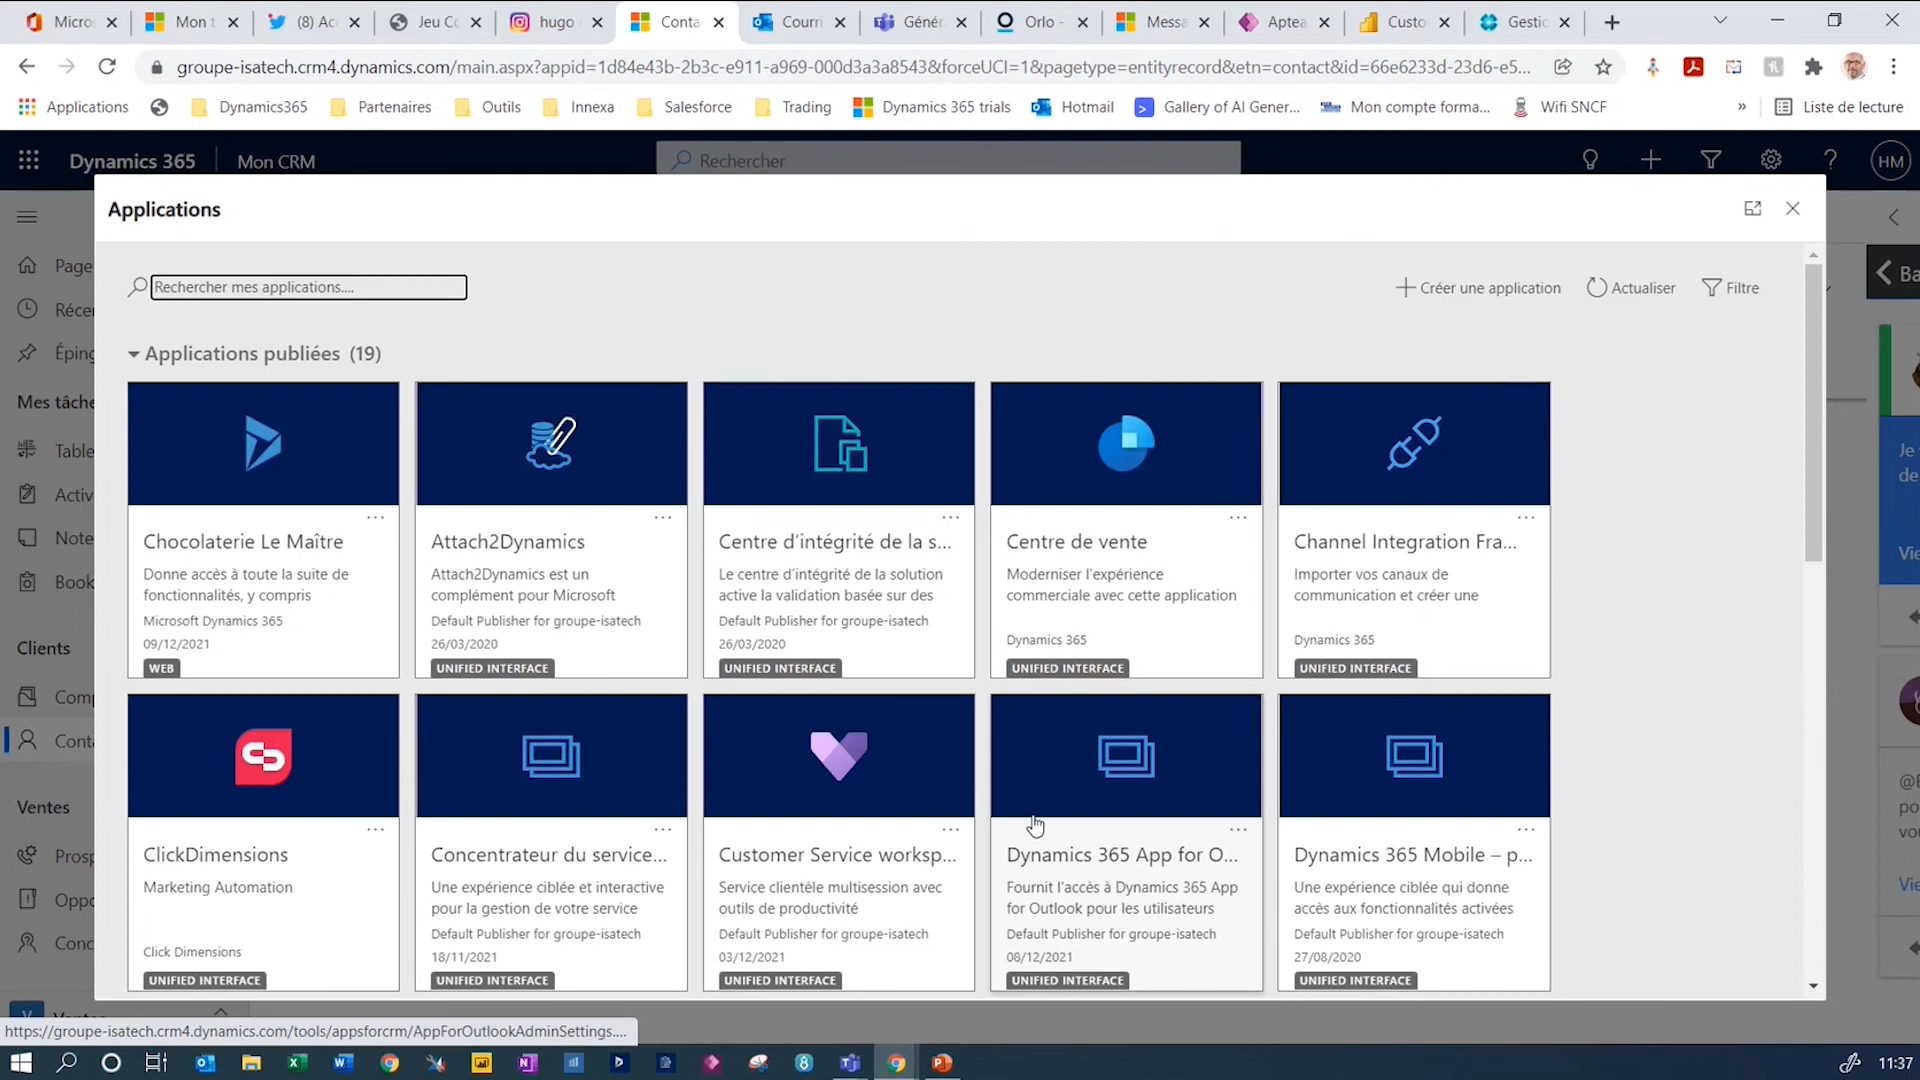 Micros
Mon t
(8) Acc
Jeu Co
hugo
Conta
Courri
Généra
Orlo -
Messa
Aptea
Custo
Gestio
groupe-isatech.crm4.dynamics.com/main.aspx?appid=1d84e43b-2b3c-e911-a969-000d3a3a8543&forceUCI=1&pagetype=entityrecord&etn=contact&id=66e6233d-23d6-e5...
Applications
Dynamics365
Partenaires
Outils
Innexa
Salesforce
Trading
Dynamics 365 trials
Hotmail
Gallery of AI Gener...
Mon compte forma...
Wifi SNCF
»
Liste de lecture
Dynamics 365
Mon CRM
Rechercher
HM
Applications
Page
Réce
Éping
Mes tâche
Table
Activ
Note
Book
Clients
Comp
Conta
Ventes
Prosp
Oppo
Conc
Rechercher mes applications....
Créer une application
Actualiser
Filtre
Applications publiées (19)
Chocolaterie Le Maître
Donne accès à toute la suite de
fonctionnalités, y compris
Microsoft Dynamics 365
09/12/2021
WEB
Attach2Dynamics
Attach2Dynamics est un
complément pour Microsoft
Default Publisher for groupe-isatech
26/03/2020
UNIFIED INTERFACE
Centre d'intégrité de la s...
Le centre d'intégrité de la solution
active la validation basée sur des
Default Publisher for groupe-isatech
26/03/2020
UNIFIED INTERFACE
Centre de vente
Moderniser l'expérience
commerciale avec cette application
Dynamics 365
UNIFIED INTERFACE
Channel Integration Fra...
Importer vos canaux de
communication et créer une
Dynamics 365
UNIFIED INTERFACE
ClickDimensions
Marketing Automation
Click Dimensions
UNIFIED INTERFACE
Concentrateur du service...
Une expérience ciblée et interactive
pour la gestion de votre service
Default Publisher for groupe-isatech
18/11/2021
UNIFIED INTERFACE
Customer Service worksp...
Service clientèle multisession avec
outils de productivité
Default Publisher for groupe-isatech
03/12/2021
UNIFIED INTERFACE
Dynamics 365 App for O...
Fournit l'accès à Dynamics 365 App
for Outlook pour les utilisateurs
Default Publisher for groupe-isatech
08/12/2021
UNIFIED INTERFACE
Dynamics 365 Mobile – p...
Une expérience ciblée qui donne
accès aux fonctionnalités activées
Default Publisher for groupe-isatech
27/08/2020
UNIFIED INTERFACE
Ba
Je
de
Vie
po
vo
Vie
https://groupe-isatech.crm4.dynamics.com/tools/appsforcrm/AppForOutlookAdminSettings....
11:37